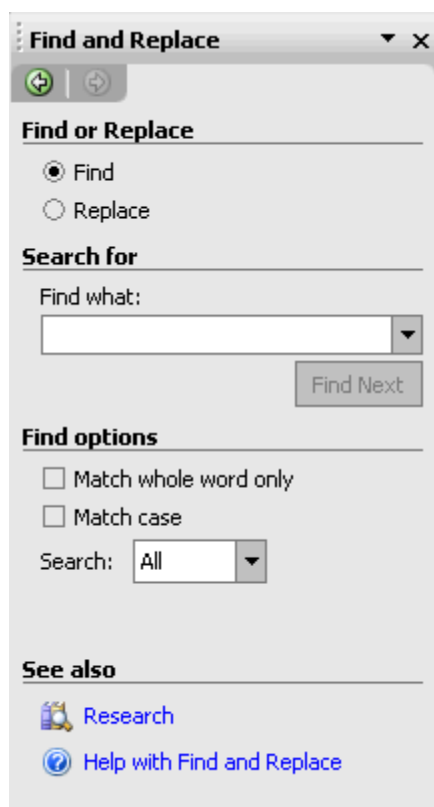 Find and Replace
Find or Replace
Find
Replace
Search for
Find what:
Find Next
Find options
Match whole word only
Match case
Search: All
See also
Research
Help with Find and Replace